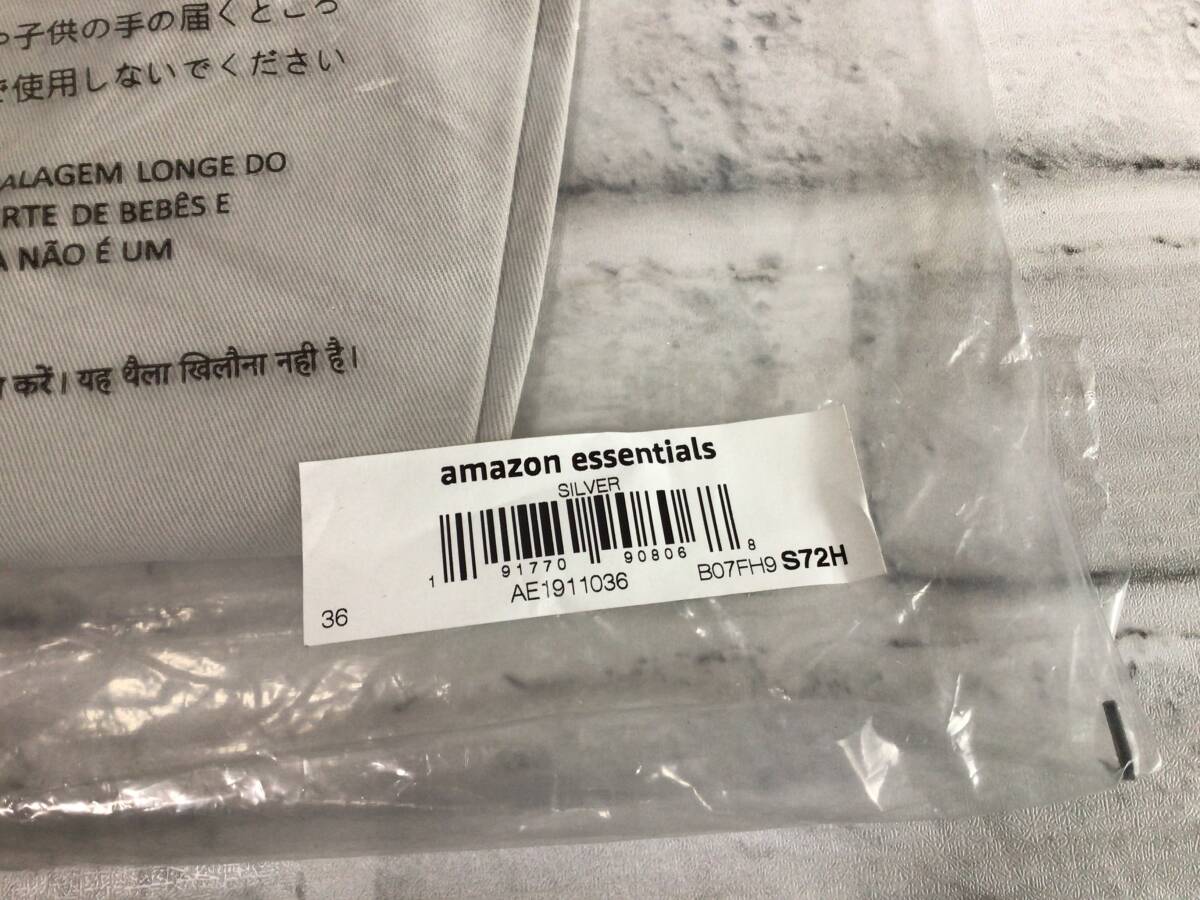 子供の手の届くところ
で使用しないでください
ALAGEM LONGE DO
RTE DE BEBÊS E
A NÃO É UM
करें। यह थैला खिलौना नही है।
amazon essentials
SILVER
1 91770 90806 8
AE1911036
B07FH9 S72H
36